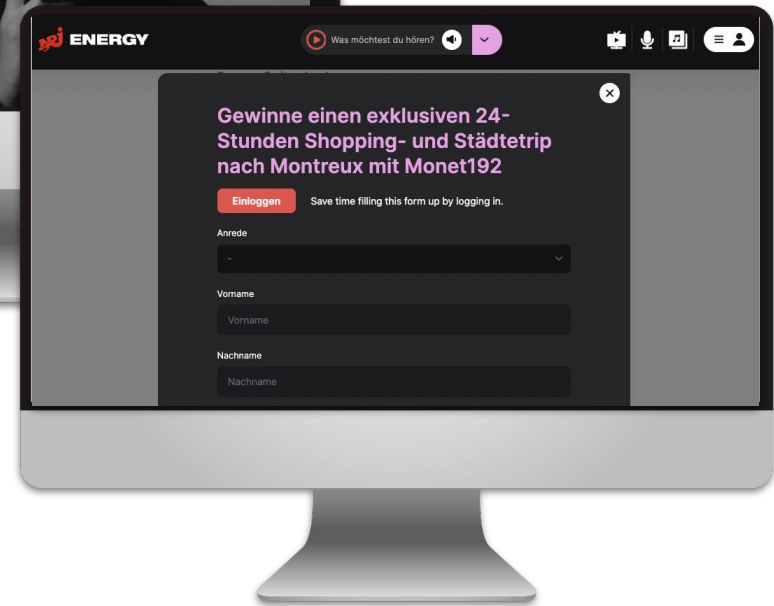 NRJ ENERGY
Was möchtest du hören?
Gewinne einen exklusiven 24-
Stunden Shopping- und Städtetrip
nach Montreux mit Monet192
Einloggen Save time filling this form up by logging in.
Anrede
-
Vorname
Vorname
Nachname
Nachname